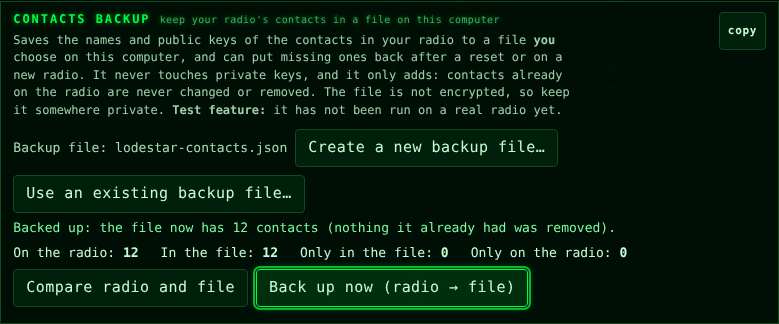 CONTACTS BACKUP keep your radio's contacts in a file on this computer
copy
Saves the names and public keys of the contacts in your radio to a file you
choose on this computer, and can put missing ones back after a reset or on a
new radio. It never touches private keys, and it only adds: contacts already
on the radio are never changed or removed. The file is not encrypted, so keep
it somewhere private. Test feature: it has not been run on a real radio yet.
Backup file: lodestar-contacts.json Create a new backup file…
Use an existing backup file…
Backed up: the file now has 12 contacts (nothing it already had was removed).
On the radio: 12 In the file: 12 Only in the file: 0 Only on the radio: 0
Compare radio and file Back up now (radio → file)